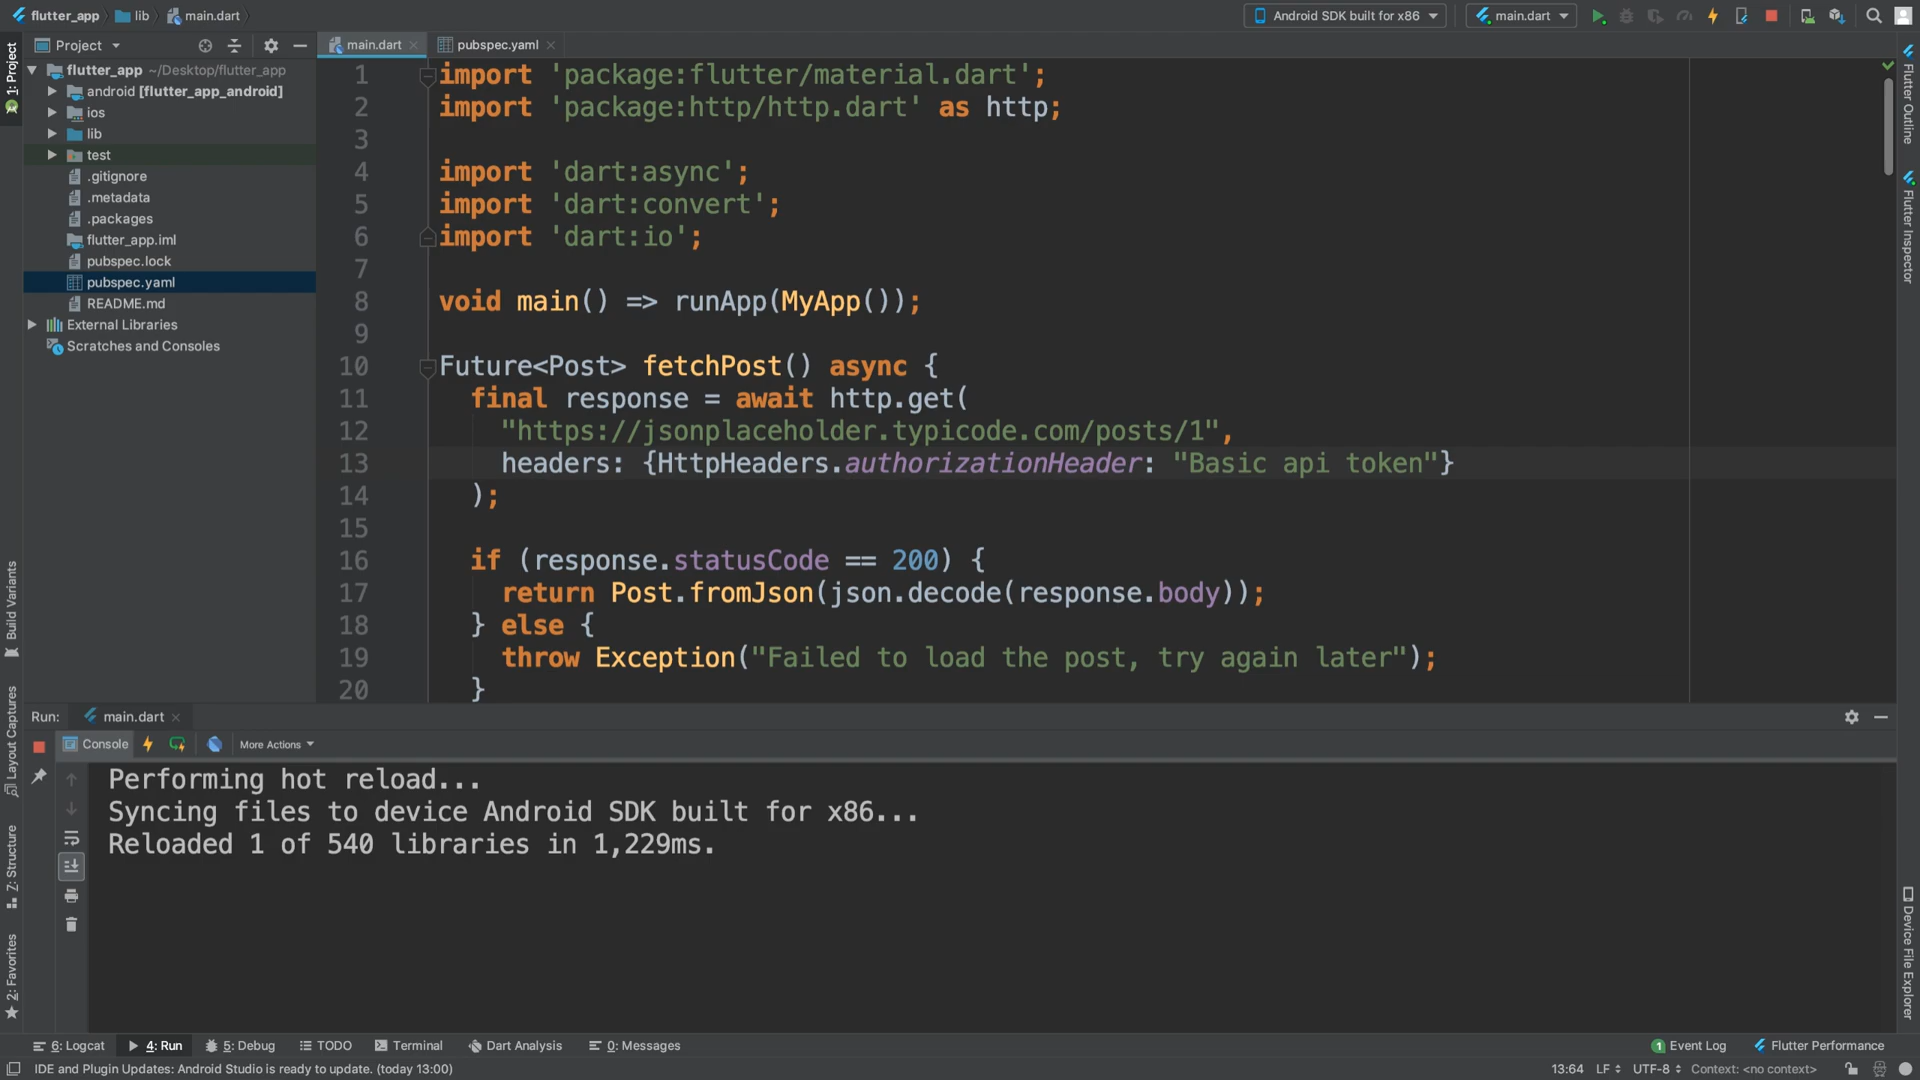 flutter_app lib main.dart Android SDK built for x86 main.dart
Project main.dart pubspec.yaml
flutter_app ~/Desktop/flutter_app
android [flutter_app_android]
ios
lib
test
.gitignore
.metadata
.packages
flutter_app.iml
pubspec.lock
pubspec.yaml
README.md
External Libraries
Scratches and Consoles
1: Project
Build Variants
Layout Captures
Z: Structure
2: Favorites
1 import 'package:flutter/material.dart';
2 import 'package:http/http.dart' as http;
3
4 import 'dart:async';
5 import 'dart:convert';
6 import 'dart:io';
7
8 void main() => runApp(MyApp());
9
10 Future<Post> fetchPost() async {
11 final response = await http.get(
12 "https://jsonplaceholder.typicode.com/posts/1",
13 headers: {HttpHeaders.authorizationHeader: "Basic api token"}
14 );
15
16 if (response.statusCode == 200) {
17 return Post.fromJson(json.decode(response.body));
18 } else {
19 throw Exception("Failed to load the post, try again later");
20 }
Flutter Outline
Flutter Inspector
Device File Explorer
Run: main.dart
Console More Actions
Performing hot reload...
Syncing files to device Android SDK built for x86...
Reloaded 1 of 540 libraries in 1,229ms.
6: Logcat 4: Run 5: Debug TODO Terminal Dart Analysis 0: Messages 1 Event Log Flutter Performance
IDE and Plugin Updates: Android Studio is ready to update. (today 13:00) 13:64 LF UTF-8 Context: <no context>